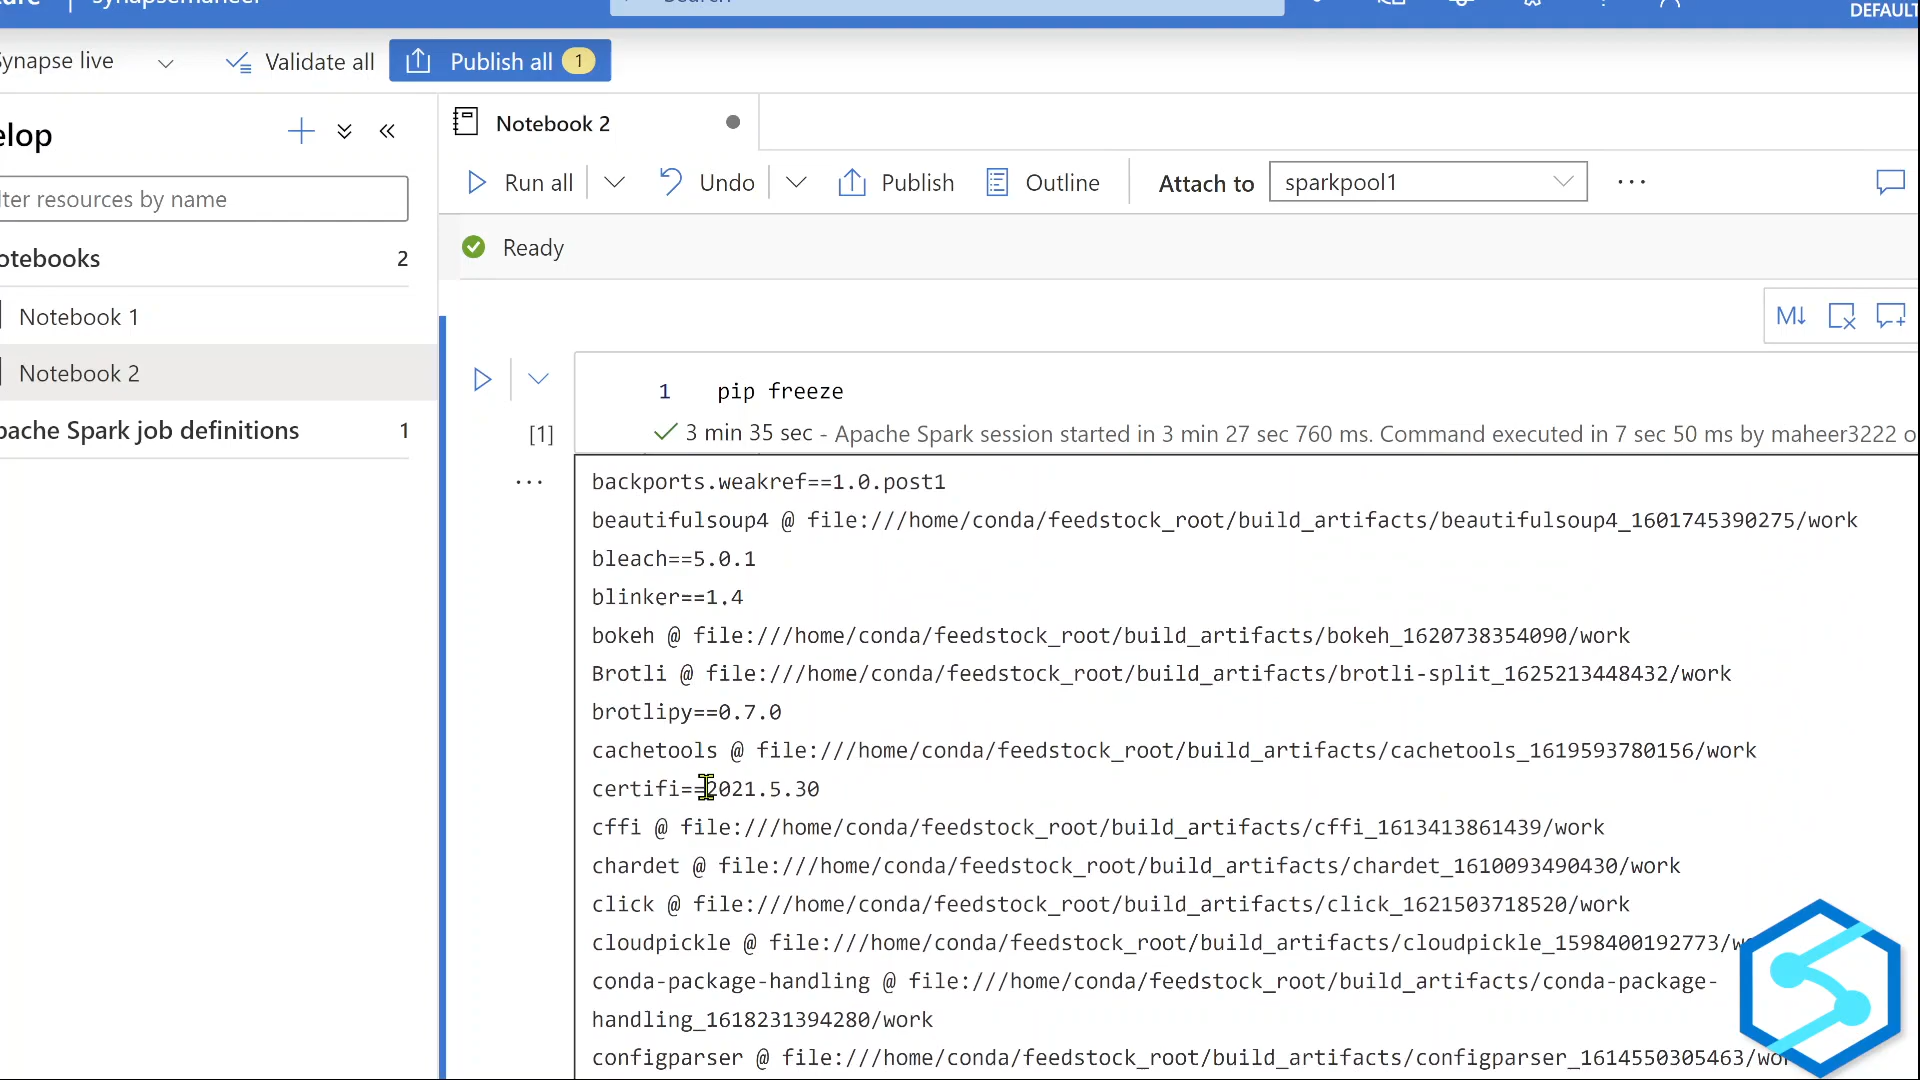 Search
DEFAULT
Synapse live
Validate all
Publish all 1
elop
Notebook 2
Run all
Undo
Publish
Outline
Attach to
sparkpool1
lter resources by name
Ready
otebooks
2
Notebook 1
M↓
Notebook 2
1 pip freeze
pache Spark job definitions
1
[1]
3 min 35 sec - Apache Spark session started in 3 min 27 sec 760 ms. Command executed in 7 sec 50 ms by maheer3222 o
backports.weakref==1.0.post1
beautifulsoup4 @ file:///home/conda/feedstock_root/build_artifacts/beautifulsoup4_1601745390275/work
bleach==5.0.1
blinker==1.4
bokeh @ file:///home/conda/feedstock_root/build_artifacts/bokeh_1620738354090/work
Brotli @ file:///home/conda/feedstock_root/build_artifacts/brotli-split_1625213448432/work
brotlipy==0.7.0
cachetools @ file:///home/conda/feedstock_root/build_artifacts/cachetools_1619593780156/work
certifi==2021.5.30
cffi @ file:///home/conda/feedstock_root/build_artifacts/cffi_1613413861439/work
chardet @ file:///home/conda/feedstock_root/build_artifacts/chardet_1610093490430/work
click @ file:///home/conda/feedstock_root/build_artifacts/click_1621503718520/work
cloudpickle @ file:///home/conda/feedstock_root/build_artifacts/cloudpickle_1598400192773/w
conda-package-handling @ file:///home/conda/feedstock_root/build_artifacts/conda-package-
handling_1618231394280/work
configparser @ file:///home/conda/feedstock_root/build_artifacts/configparser_1614550305463/wor